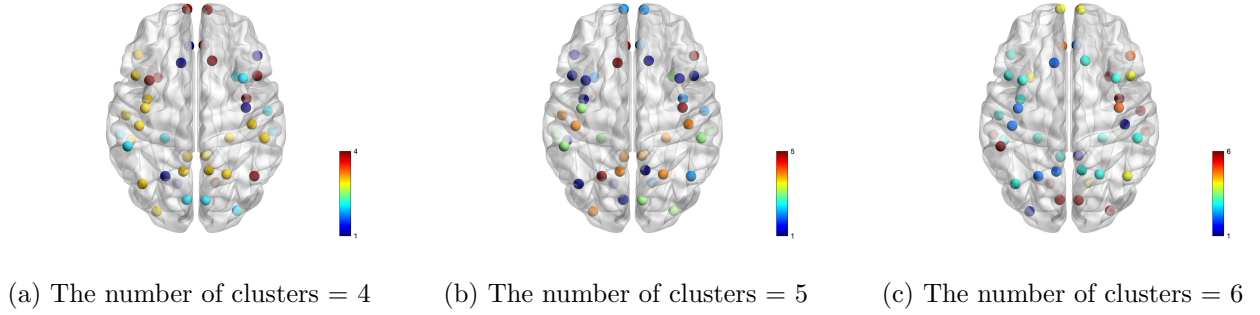 4
1
5
1
6
1
(a) The number of clusters = 4
(b) The number of clusters = 5
(c) The number of clusters = 6